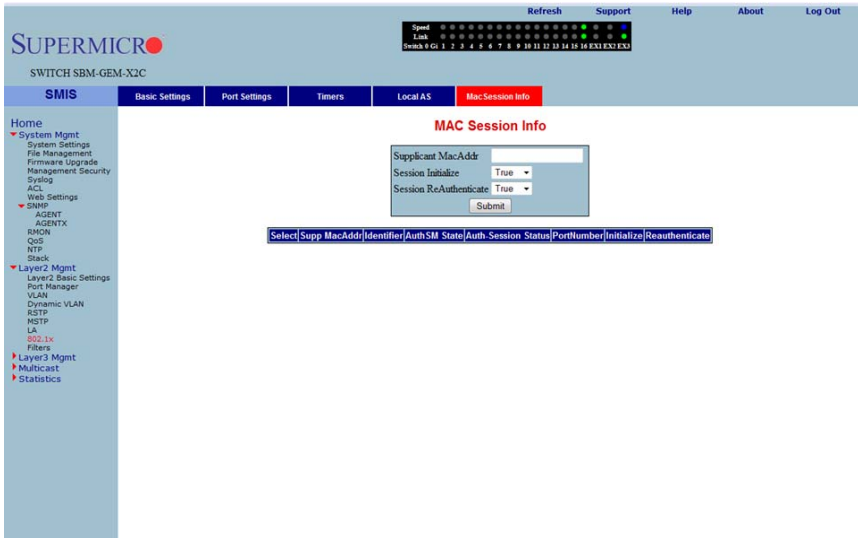 Refresh Support Help About Log Out
SUPERMICRO
Speed
Link
Switch 0 Gi 1 2 3 4 5 6 7 8 9 10 11 12 13 14 15 16 EX1 EX2 EX3
SWITCH SBM-GEM-X2C
SMIS
Basic Settings Port Settings Timers Local AS MacSession Info
Home
System Mgmt
System Settings
File Management
Firmware Upgrade
Management Security
Syslog
ACL
Web Settings
SNMP
AGENT
AGENTX
RMON
QoS
NTP
Stack
Layer2 Mgmt
Layer2 Basic Settings
Port Manager
VLAN
Dynamic VLAN
RSTP
MSTP
LA
802.1x
Filters
Layer3 Mgmt
Multicast
Statistics
MAC Session Info
Supplicant MacAddr
Session Initialize True
Session ReAuthenticate True
Submit
Select Supp MacAddr Identifier AuthSM State Auth-Session Status PortNumber Initialize Reauthenticate